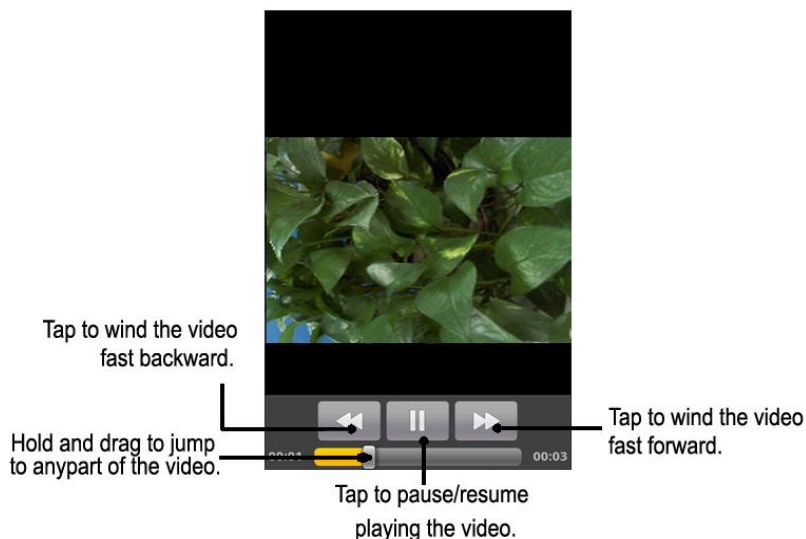 Tap to wind the video
fast backward.
Hold and drag to jump
to anypart of the video.
00:01
00:03
Tap to wind the video
fast forward.
Tap to pause/resume
playing the video.